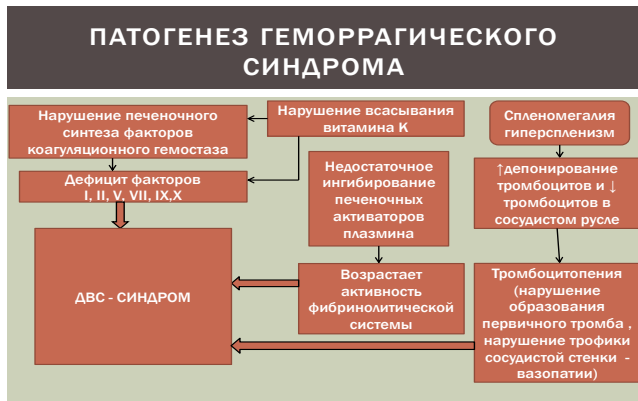 ПАТОГЕНЕЗ ГЕМОРРАГИЧЕСКОГО
СИНДРОМА
Нарушение печеночного
синтеза факторов
коагуляционного гемостаза
Нарушение всасывания
витамина К
Спленомегалия
гиперспленизм
Дефицит факторов
I, II, V, VII, IX,X
Недостаточное
ингибирование
печеночных
активаторов
плазмина
↑депонирование
тромбоцитов и ↓
тромбоцитов в
сосудистом русле
ДВС - СИНДРОМ
Возрастает
активность
фибринолитической
системы
Тромбоцитопения
(нарушение
образования
первичного тромба ,
нарушение трофики
сосудистой стенки -
вазопатии)